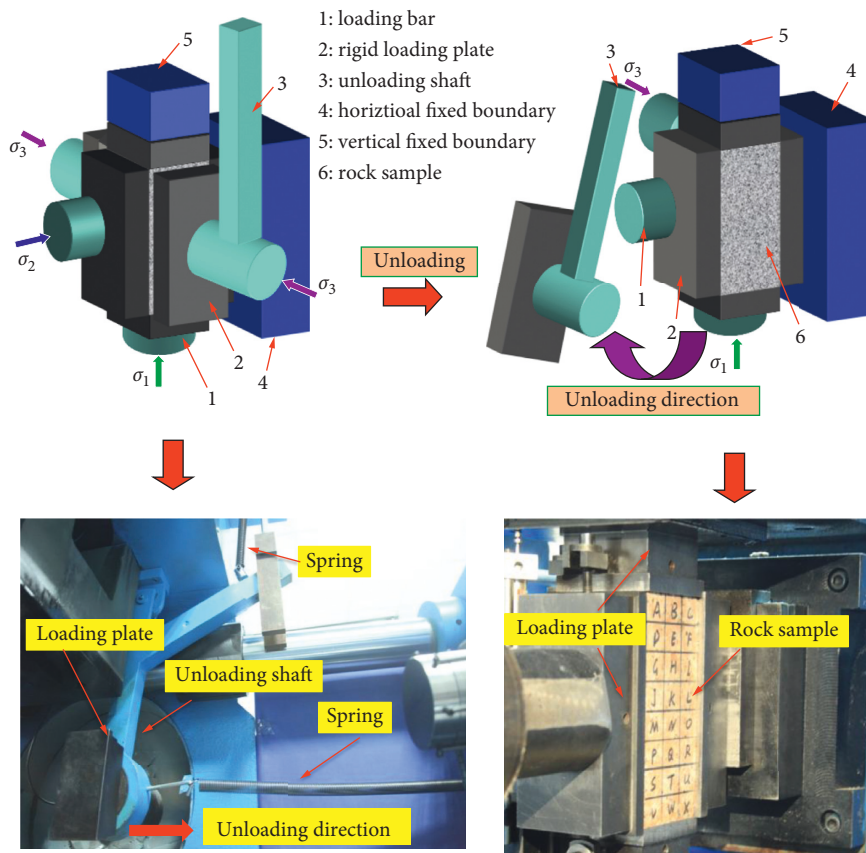 1: loading bar
2: rigid loading plate
3: unloading shaft
4: horiztioal fixed boundary
5: vertical fixed boundary
6: rock sample
5
3
σ3
σ2
σ3
σ1
1
2
4
Unloading
3
σ3
5
4
1
2
σ1
6
Unloading direction
Spring
Loading plate
Unloading shaft
Spring
Unloading direction
Loading plate
Rock sample
A B C
D E F
G H I
J K L
M N O
P Q R
S T U
V W X